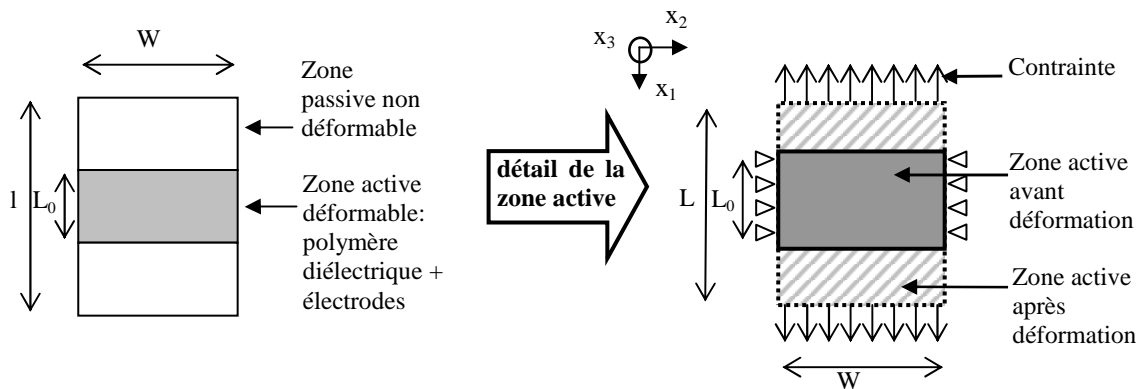 W
Zone
passive non
déformable
l
L0
Zone active
déformable:
polymère
diélectrique +
électrodes
détail de la
zone active
x3
x2
x1
Contrainte
L
L0
Zone active
avant
déformation
Zone active
après
déformation
W